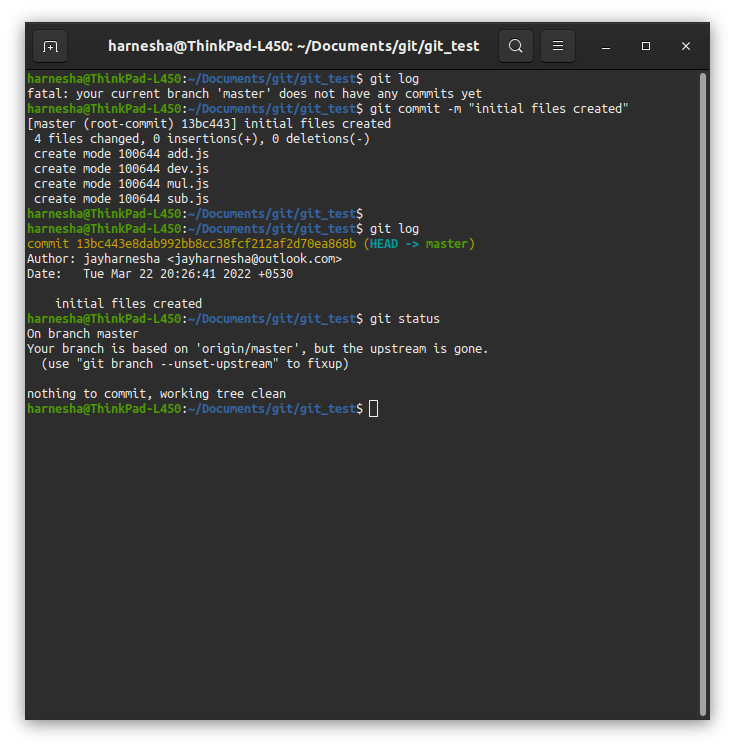 harnesha@ThinkPad-L450: ~/Documents/git/git_test
harnesha@ThinkPad-L450:~/Documents/git/git_test$ git log
fatal: your current branch 'master' does not have any commits yet
harnesha@ThinkPad-L450:~/Documents/git/git_test$ git commit -m "initial files created"
[master (root-commit) 13bc443] initial files created
 4 files changed, 0 insertions(+), 0 deletions(-)
 create mode 100644 add.js
 create mode 100644 dev.js
 create mode 100644 mul.js
 create mode 100644 sub.js
harnesha@ThinkPad-L450:~/Documents/git/git_test$
harnesha@ThinkPad-L450:~/Documents/git/git_test$ git log
commit 13bc443e8dab992bb8cc38fcf212af2d70ea868b (HEAD -> master)
Author: jayharnesha <jayharnesha@outlook.com>
Date:   Tue Mar 22 20:26:41 2022 +0530
    initial files created
harnesha@ThinkPad-L450:~/Documents/git/git_test$ git status
On branch master
Your branch is based on 'origin/master', but the upstream is gone.
  (use "git branch --unset-upstream" to fixup)
nothing to commit, working tree clean
harnesha@ThinkPad-L450:~/Documents/git/git_test$